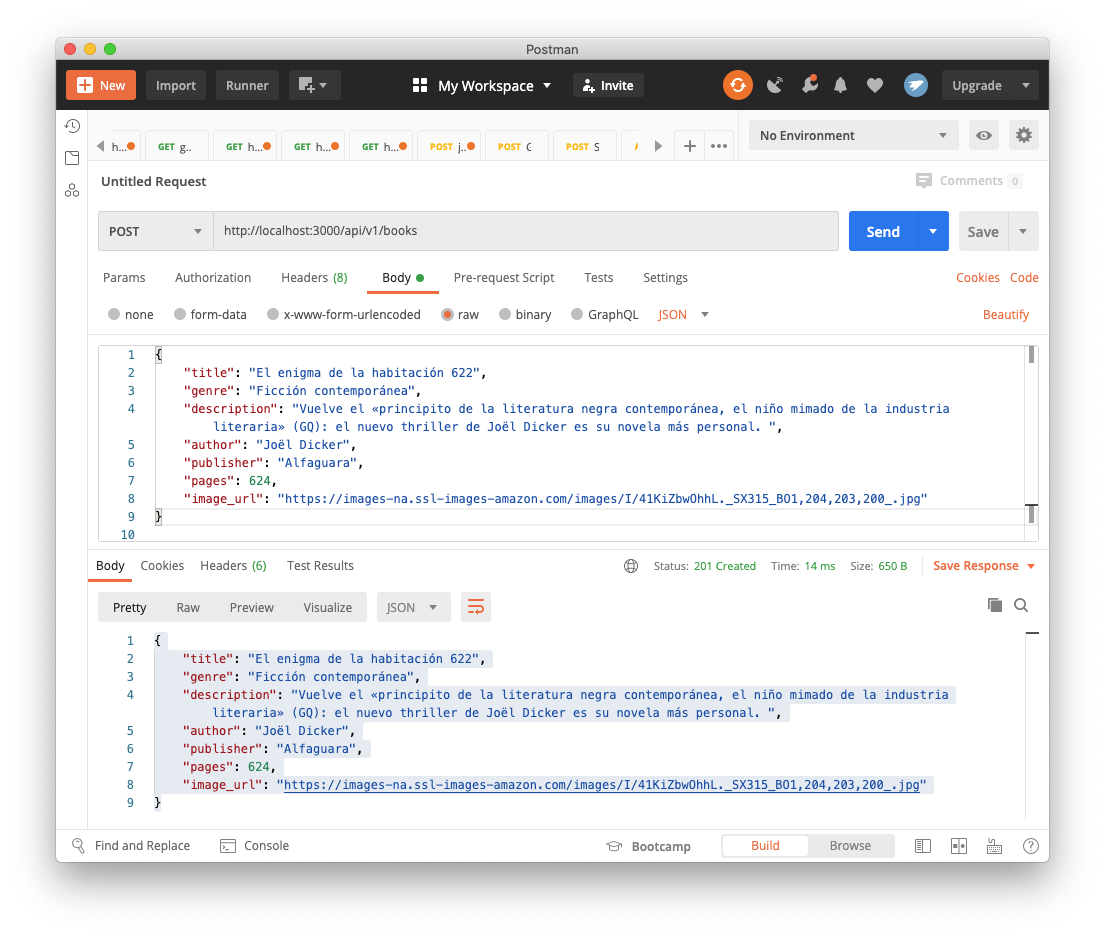 Postman
New Import Runner My Workspace Invite Upgrade
h... GET g.. GET h... GET h... GET h... POST j.. POST C POST S No Environment
Untitled Request Comments 0
POST http://localhost:3000/api/v1/books Send Save
Params Authorization Headers (8) Body Pre-request Script Tests Settings Cookies Code
none form-data x-www-form-urlencoded raw binary GraphQL JSON Beautify
1 {
2 "title": "El enigma de la habitación 622",
3 "genre": "Ficción contemporánea",
4 "description": "Vuelve el «principito de la literatura negra contemporánea, el niño mimado de la industria
literaria» (GQ): el nuevo thriller de Joël Dicker es su novela más personal. ",
5 "author": "Joël Dicker",
6 "publisher": "Alfaguara",
7 "pages": 624,
8 "image_url": "https://images-na.ssl-images-amazon.com/images/I/41KiZbwOhhL._SX315_BO1,204,203,200_.jpg"
9 }
10
Body Cookies Headers (6) Test Results Status: 201 Created Time: 14 ms Size: 650 B Save Response
Pretty Raw Preview Visualize JSON
1 {
2 "title": "El enigma de la habitación 622",
3 "genre": "Ficción contemporánea",
4 "description": "Vuelve el «principito de la literatura negra contemporánea, el niño mimado de la industria
literaria» (GQ): el nuevo thriller de Joël Dicker es su novela más personal. ",
5 "author": "Joël Dicker",
6 "publisher": "Alfaguara",
7 "pages": 624,
8 "image_url": "https://images-na.ssl-images-amazon.com/images/I/41KiZbwOhhL._SX315_BO1,204,203,200_.jpg"
9 }
Find and Replace Console Bootcamp Build Browse ?